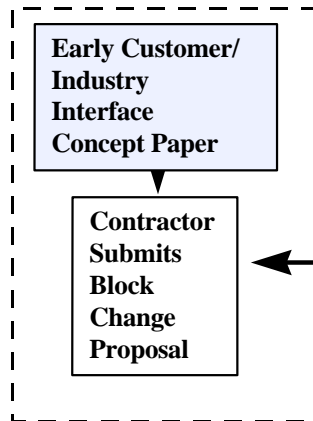 Early Customer/
Industry
Interface
Concept Paper
Contractor
Submits
Block
Change
Proposal